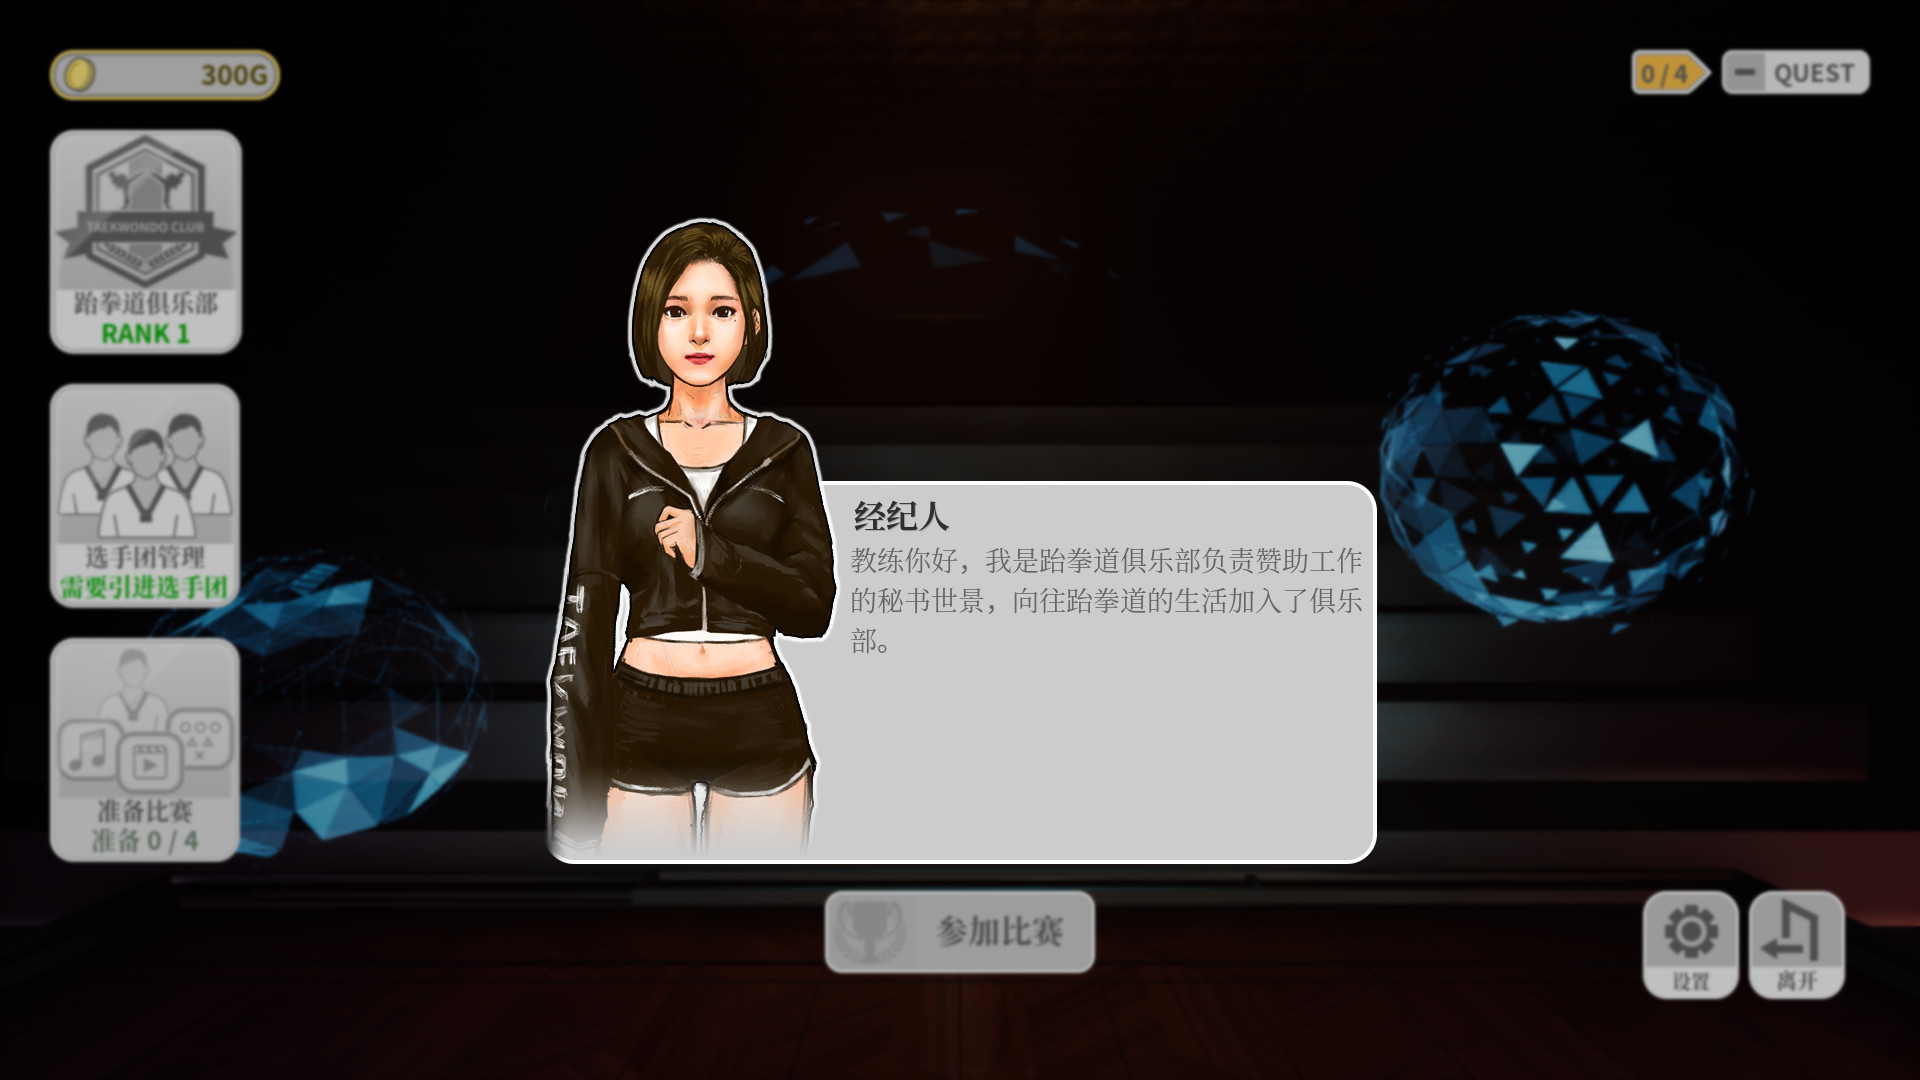 300G
0 / 4
QUEST
TAEKWONDO CLUB
跆拳道俱乐部
RANK 1
选手团管理
需要引进选手团
准备比赛
准备 0 / 4
TAEKWONDO
经纪人
教练你好，我是跆拳道俱乐部负责赞助工作
的秘书世景，向往跆拳道的生活加入了俱乐
部。
参加比赛
设置
离开